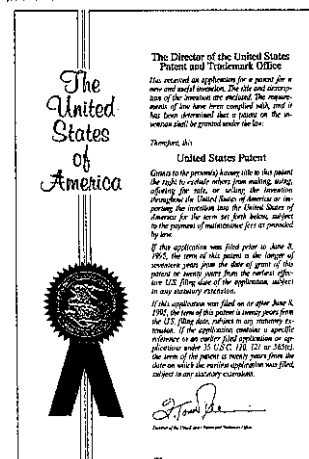 The
United
States
of
America
The Director of the United States
Patent and Trademark Office
Has received an application for a patent for a
new and useful invention. The title and descrip-
tion of the invention are enclosed. The require-
ments of law have been complied with, and it
has been determined that a patent on the in-
vention shall be granted under the law.
Therefore, this
United States Patent
Grants to the person(s) having title to this patent
the right to exclude others from making, using,
offering for sale, or selling the invention
throughout the United States of America or im-
porting the invention into the United States of
America for the term set forth below, subject
to the payment of maintenance fees as provided
by law.
If this application was filed prior to June 8,
1995, the term of this patent is the longer of
seventeen years from the date of grant of this
patent or twenty years from the earliest effec-
tive U.S. filing date of the application, subject
to any statutory extension.
If this application was filed on or after June 8,
1995, the term of this patent is twenty years from
the U.S. filing date, subject to any statutory ex-
tension. If the application contains a specific
reference to an earlier filed application or ap-
plications under 35 U.S.C. 120, 121 or 365(c),
the term of the patent is twenty years from the
date on which the earliest application was filed,
subject to any statutory extensions.
Director of the United States Patent and Trademark Office